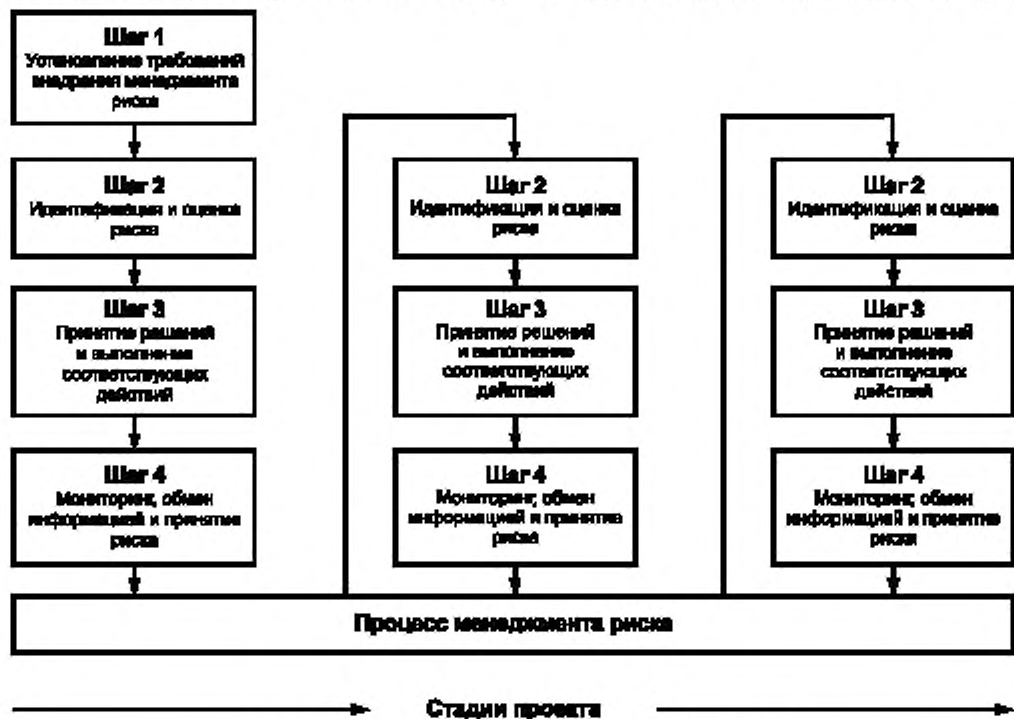 Шаг 1
Установление требований
внедрения менеджмента
риска
Шаг 2
Идентификация и оценка
риска
Шаг 3
Принятие решений
и выполнение
соответствующих
действий
Шаг 4
Мониторинг, обмен
информацией и принятие
риска
Шаг 2
Идентификация и оценка
риска
Шаг 3
Принятие решений
и выполнение
соответствующих
действий
Шаг 4
Мониторинг, обмен
информацией и принятие
риска
Шаг 2
Идентификация и оценка
риска
Шаг 3
Принятие решений
и выполнение
соответствующих
действий
Шаг 4
Мониторинг, обмен
информацией и принятие
риска
Процесс менеджмента риска
Стадии проекта